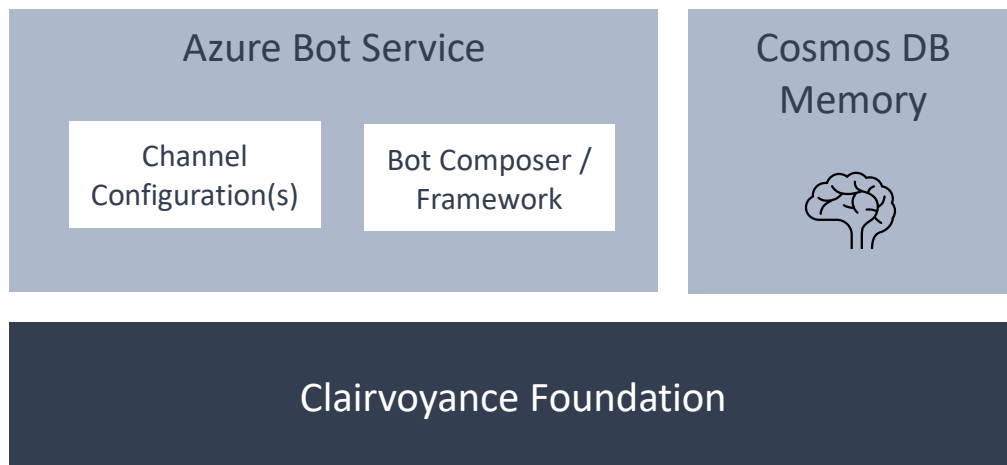 Azure Bot Service
Channel
Configuration(s)
Bot Composer /
Framework
Cosmos DB
Memory
Clairvoyance Foundation